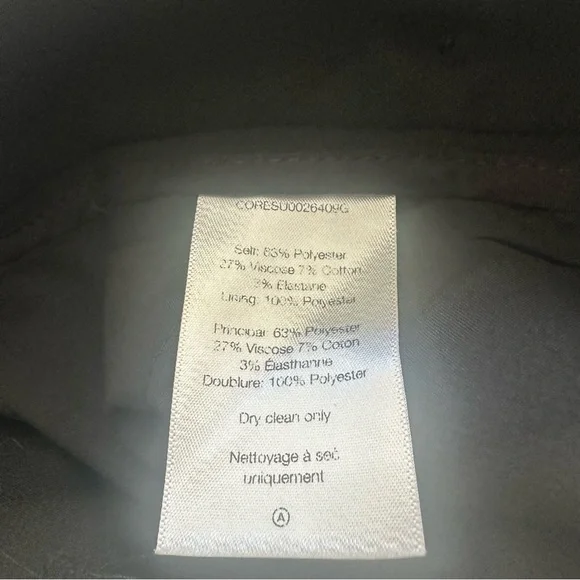 CORESU0026409G
Self: 63% Polyester
27% Viscose 7% Cotton
3% Elastane
Lining: 100% Polyester
Principal: 63% Polyester
27% Viscose 7% Coton
3% Élasthanne
Doublure: 100% Polyester
Dry clean only
Nettoyage à sec
uniquement
A